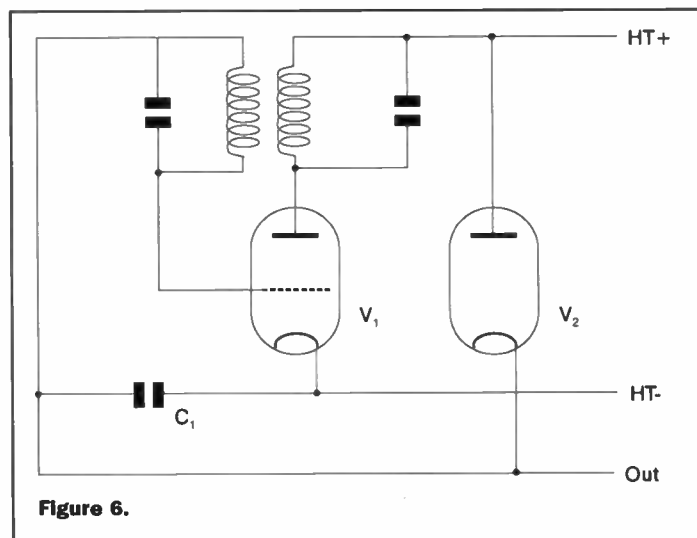 HT+
V₁
V₂
HT-
C₁
Out
Figure 6.